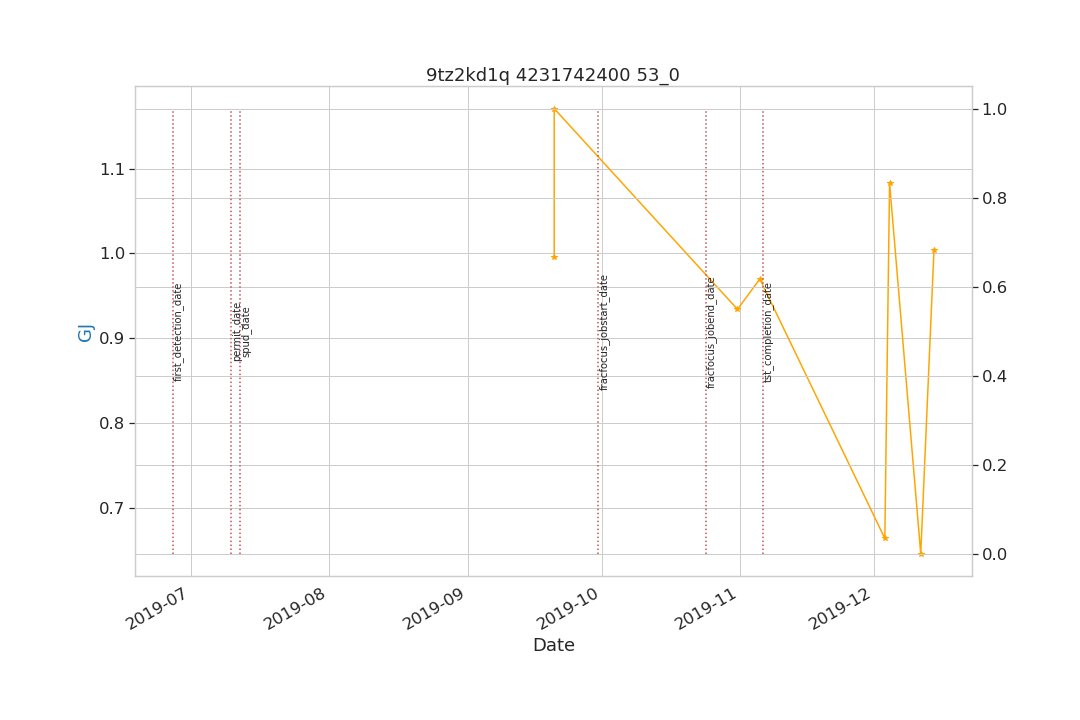 9tz2kd1q 4231742400 53_0
GJ
1.1
1.0
0.9
0.8
0.7
1.0
0.8
0.6
0.4
0.2
0.0
first_detection_date
permit_date
spud_date
fracfocus_jobstart_date
fracfocus_jobend_date
tst_completion_date
2019-07
2019-08
2019-09
2019-10
2019-11
2019-12
Date